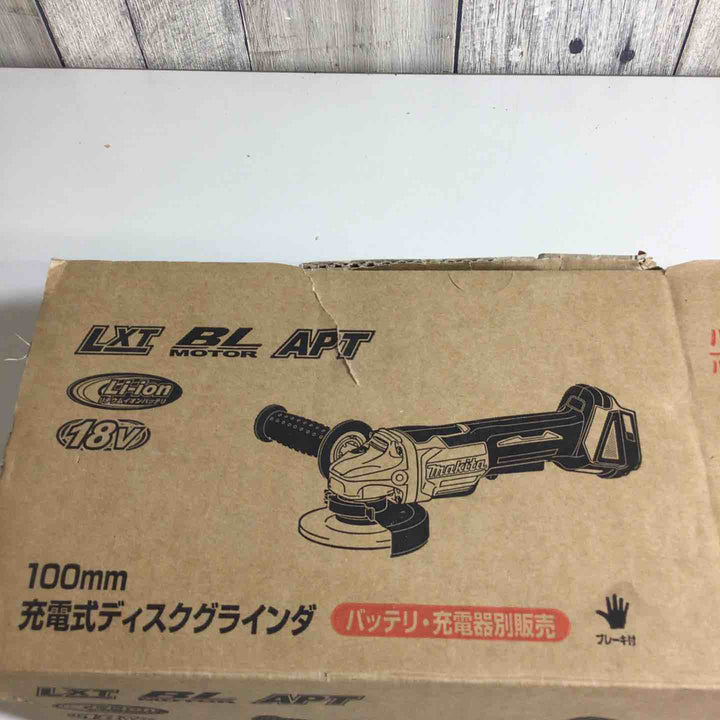 LXT BL MOTOR APT
Li-ion
リチウムイオンバッテリ
18V
makita
100mm
充電式ディスクグラインダ
バッテリ・充電器別販売
ブレーキ付
LXT BL MOTOR APT